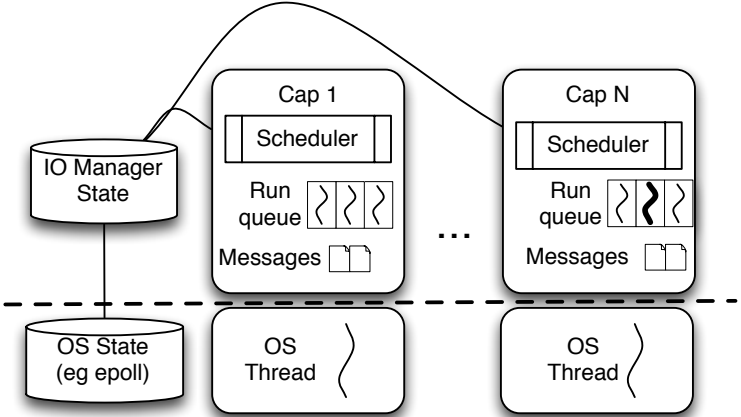 Cap 1
Scheduler
Run
queue
Messages
...
Cap N
Scheduler
Run
queue
Messages
IO Manager
State
OS State
(eg epoll)
OS
Thread
OS
Thread